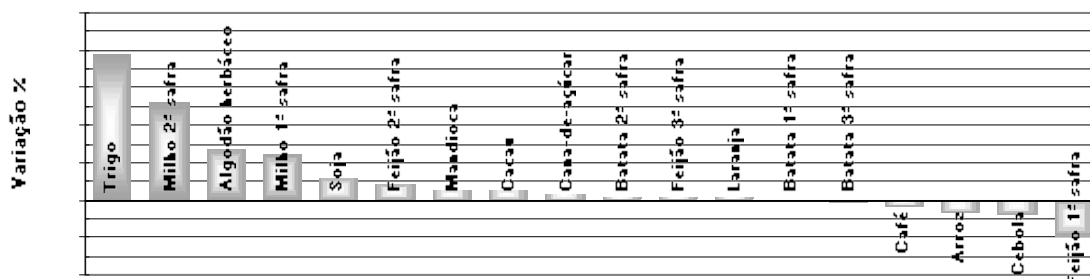 Variação %
Trigo
Milho 2ª safra
Algodão herbáceo
Milho 1ª safra
Soja
Feijão 2ª safra
Mandioca
Cacau
Cana-de-açúcar
Batata 2ª safra
Feijão 3ª safra
Laranja
Batata 1ª safra
Batata 3ª safra
Café
Arroz
Cebola
Feijão 1ª safra